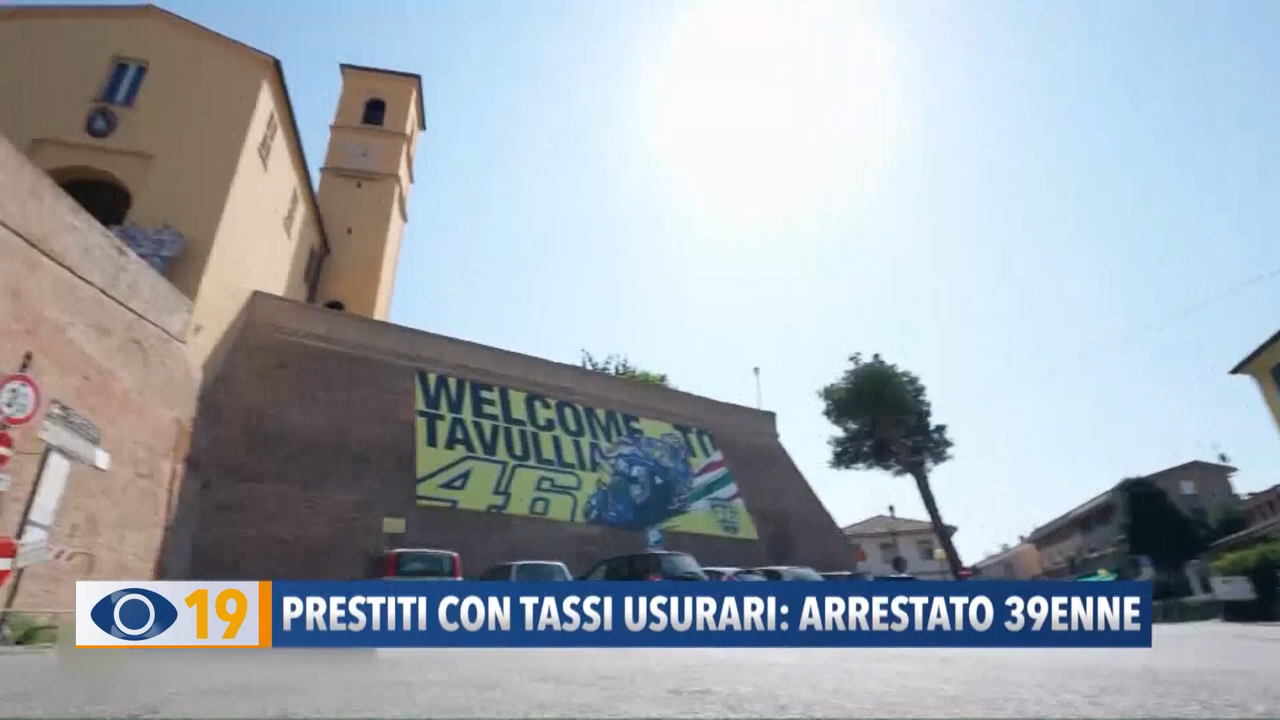 WELCOME TO
TAVULLIA
46
19
PRESTITI CON TASSI USURARI: ARRESTATO 39ENNE